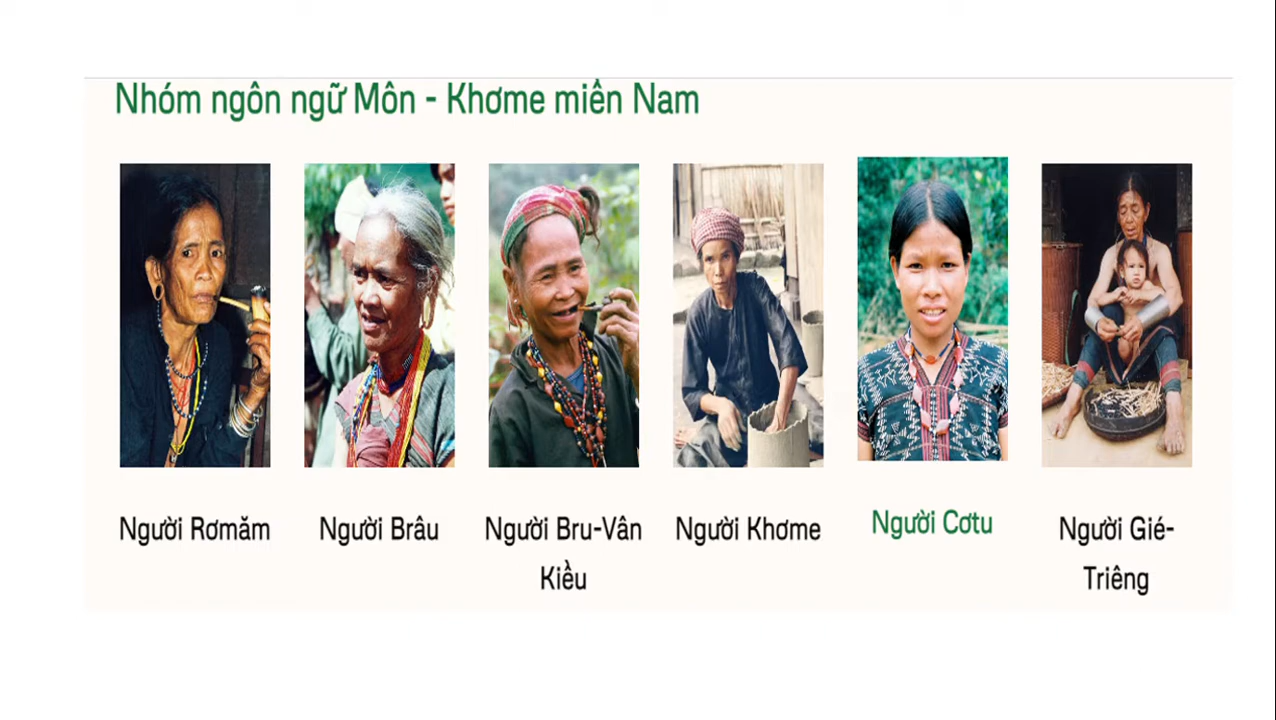 Nhóm ngôn ngữ Môn - Khơme miền Nam
Người Rơmăm
Người Brâu
Người Bru-Vân
Kiều
Người Khơme
Người Cơtu
Người Gié-
Triêng